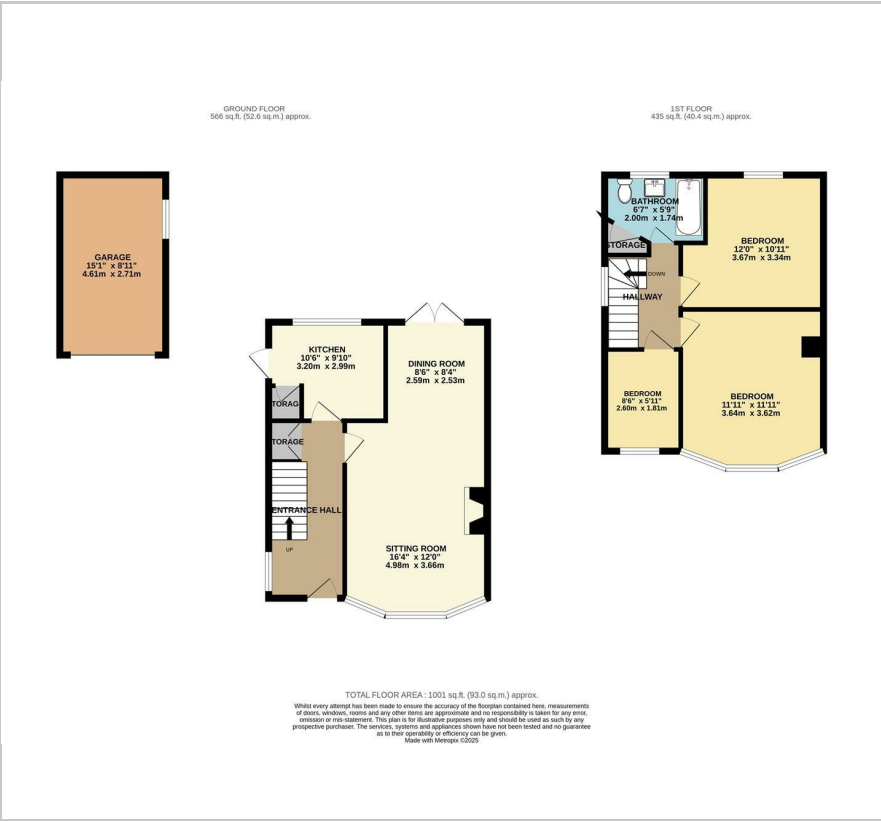 GROUND FLOOR
566 sq.ft. (52.6 sq.m.) approx.
1ST FLOOR
435 sq.ft. (40.4 sq.m.) approx.
GARAGE
15'1" x 8'11"
4.61m x 2.71m
KITCHEN
10'6" x 9'10"
3.20m x 2.99m
DINING ROOM
8'6" x 8'4"
2.59m x 2.53m
TORAG
TORAGE
ENTRANCE HALL
UP
SITTING ROOM
16'4" x 12'0"
4.98m x 3.66m
BATHROOM
6'7" x 5'9"
2.00m x 1.74m
STORAGE
BEDROOM
12'0" x 10'11"
3.67m x 3.34m
DOWN
HALLWAY
BEDROOM
8'6" x 5'11"
2.60m x 1.81m
BEDROOM
11'11" x 11'11"
3.64m x 3.62m
TOTAL FLOOR AREA : 1001 sq.ft. (93.0 sq.m.) approx.
Whilst every attempt has been made to ensure the accuracy of the floorplan contained here, measurements
of doors, windows, rooms and any other items are approximate and no responsibility is taken for any error,
omission or mis-statement. This plan is for illustrative purposes only and should be used as such by any
prospective purchaser. The services, systems and appliances shown have not been tested and no guarantee
as to their operability or efficiency can be given.
Made with Metropix ©2025